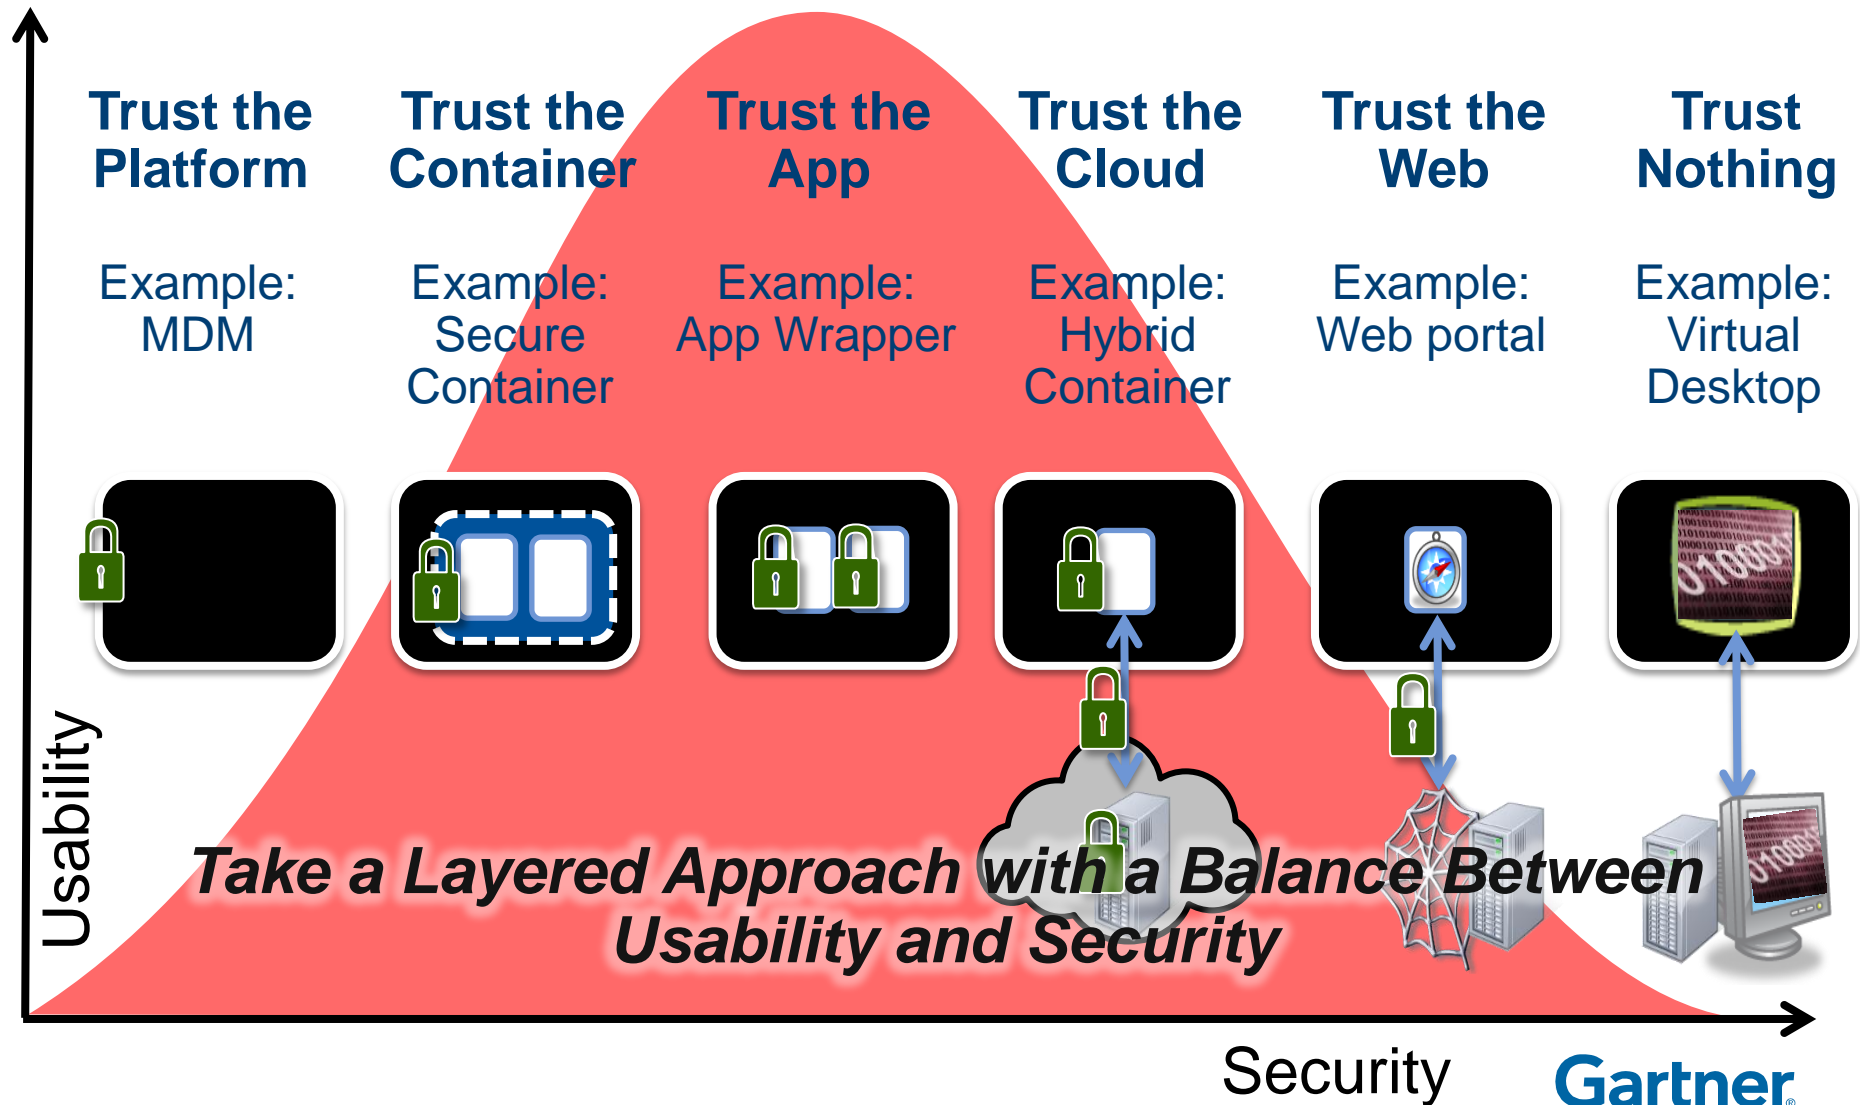 Trust the
Platform
Example:
MDM
Trust the
Container
Example:
Secure
Container
Trust the
App
Example:
App Wrapper
Trust the
Cloud
Example:
Hybrid
Container
Trust the
Web
Example:
Web portal
Trust
Nothing
Example:
Virtual
Desktop
Usability
Take a Layered Approach with a Balance Between
Usability and Security
Security
Gartner®